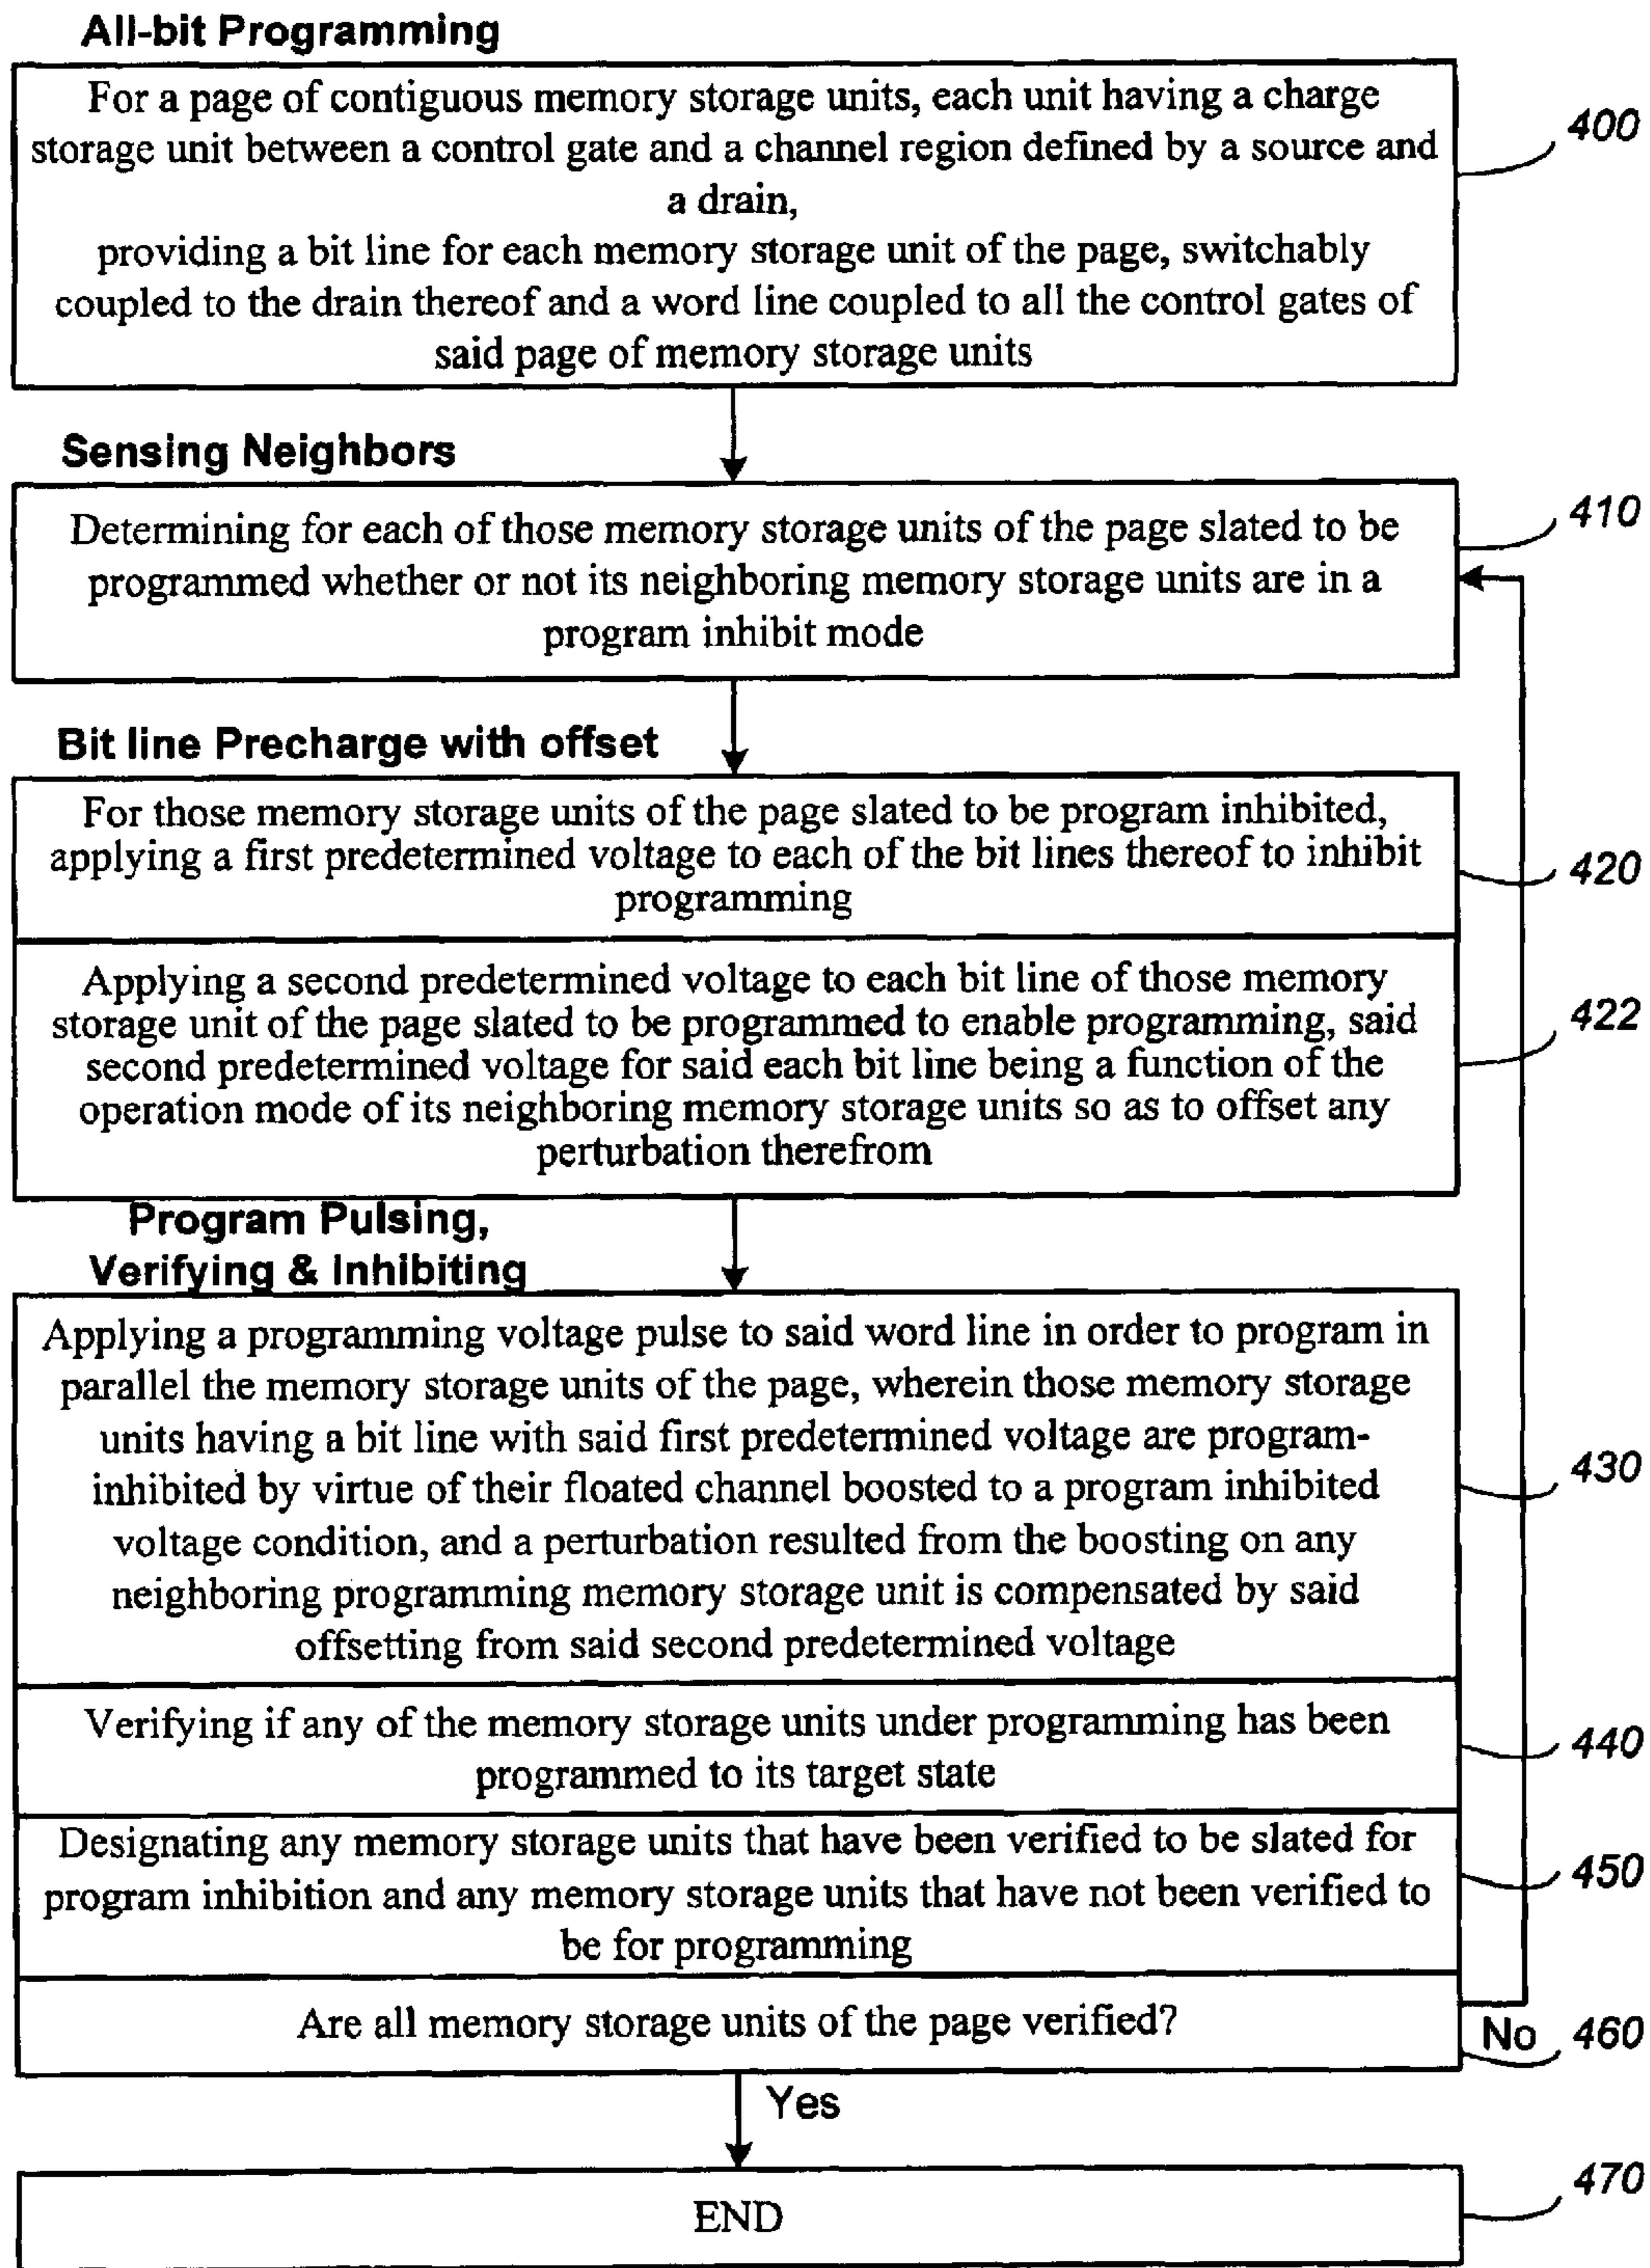 All-bit Programming
For a page of contiguous memory storage units, each unit having a charge
storage unit between a control gate and a channel region defined by a source and
a drain,
providing a bit line for each memory storage unit of the page, switchably
coupled to the drain thereof and a word line coupled to all the control gates of
said page of memory storage units
400
Sensing Neighbors
Determining for each of those memory storage units of the page slated to be
programmed whether or not its neighboring memory storage units are in a
program inhibit mode
410
Bit line Precharge with offset
For those memory storage units of the page slated to be program inhibited,
applying a first predetermined voltage to each of the bit lines thereof to inhibit
programming
420
Applying a second predetermined voltage to each bit line of those memory
storage unit of the page slated to be programmed to enable programming, said
second predetermined voltage for said each bit line being a function of the
operation mode of its neighboring memory storage units so as to offset any
perturbation therefrom
422
Program Pulsing,
Verifying & Inhibiting
Applying a programming voltage pulse to said word line in order to program in
parallel the memory storage units of the page, wherein those memory storage
units having a bit line with said first predetermined voltage are program-
inhibited by virtue of their floated channel boosted to a program inhibited
voltage condition, and a perturbation resulted from the boosting on any
neighboring programming memory storage unit is compensated by said
offsetting from said second predetermined voltage
430
Verifying if any of the memory storage units under programming has been
programmed to its target state
440
Designating any memory storage units that have been verified to be slated for
program inhibition and any memory storage units that have not been verified to
be for programming
450
Are all memory storage units of the page verified?
No
460
Yes
END
470